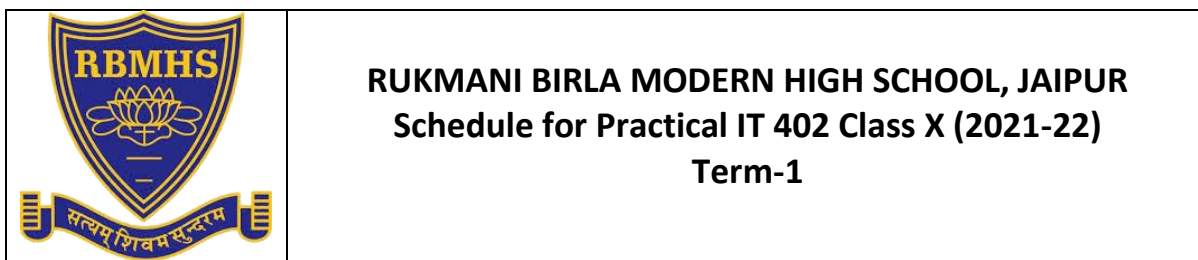 RBMHS
सत्यम् शिवम सुन्दरम
RUKMANI BIRLA MODERN HIGH SCHOOL, JAIPUR
Schedule for Practical IT 402 Class X (2021-22)
Term-1